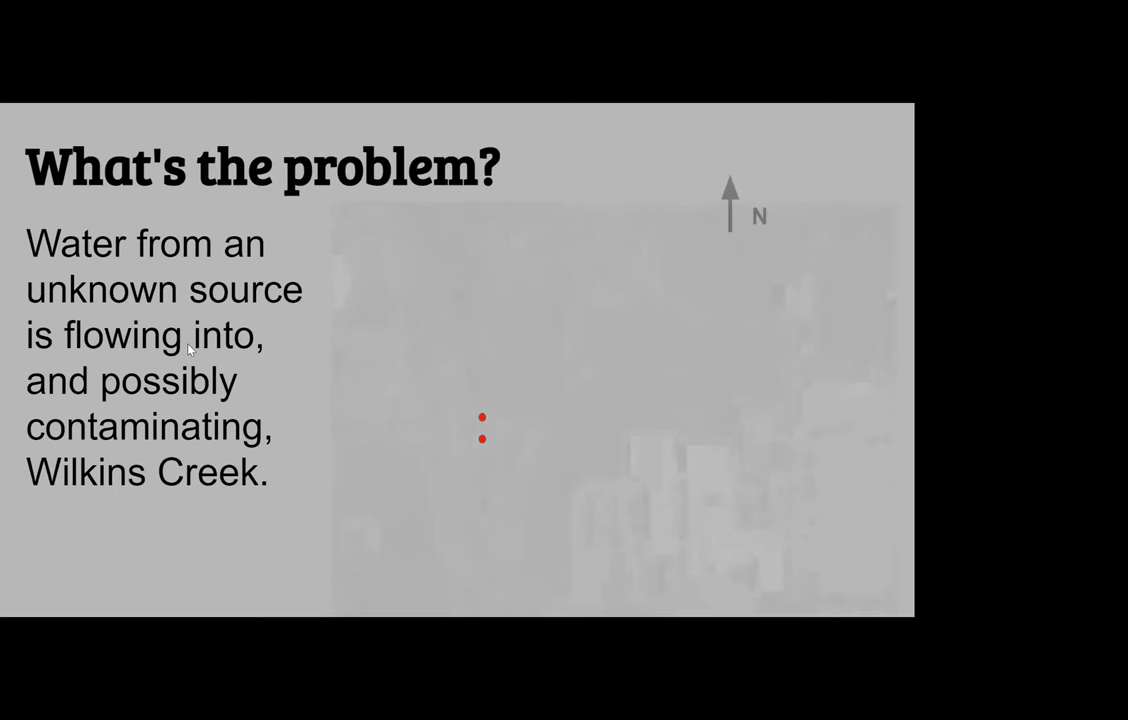 What's the problem?
N
Water from an
unknown source
is flowing into,
and possibly
contaminating,
Wilkins Creek.